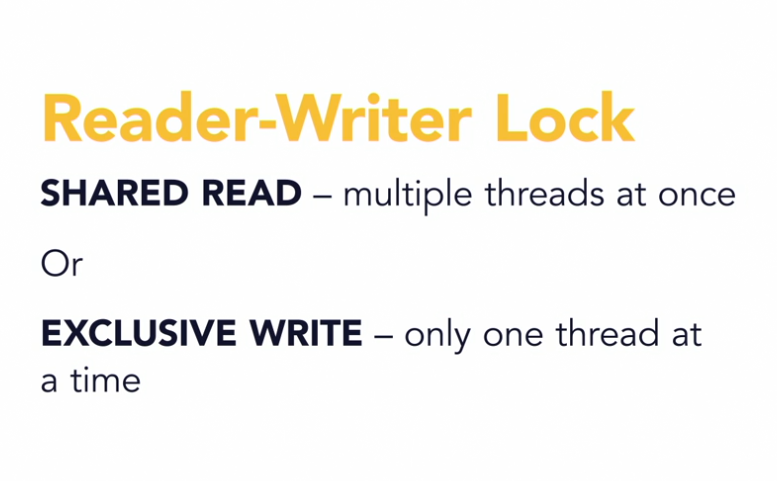 Reader-Writer Lock
SHARED READ – multiple threads at once
Or
EXCLUSIVE WRITE – only one thread at
a time